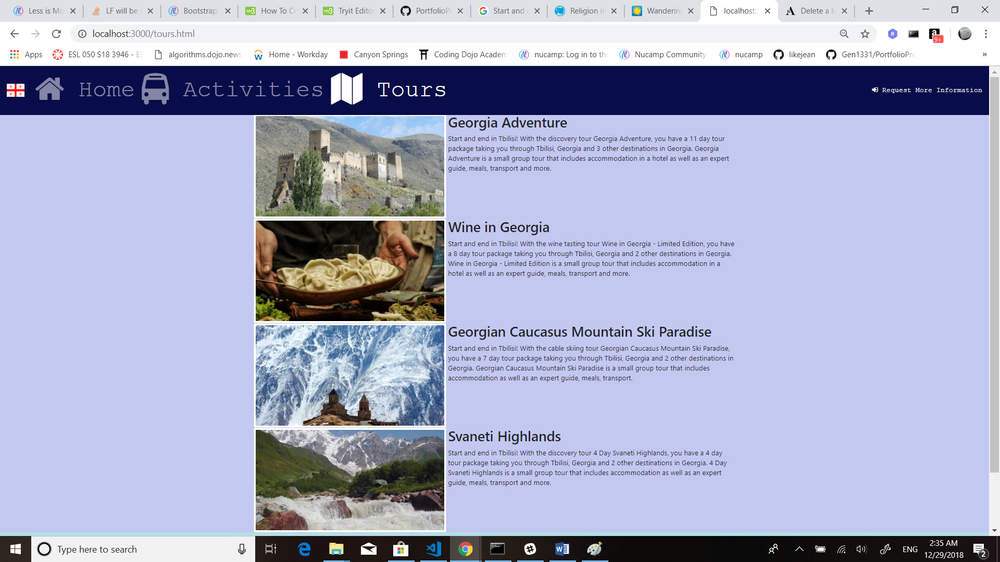 Less is Mo
LF will be
Bootstrap:
How To Cr
Tryit Edito
PortfolioPr
Start and e
Religion in
Wandering
localhost:3
Delete a lo
localhost:3000/tours.html
9+
Apps
ESL 050 S18 3946 - ES
algorithms.dojo.news
Home - Workday
Canyon Springs
Coding Dojo Academ
nucamp: Log in to the
Nucamp Community
nucamp
likejean
Gen1331/PortfolioPro
»
Home
Activities
Tours
Request More Information
Georgia Adventure
Start and end in Tbilisi! With the discovery tour Georgia Adventure, you have a 11 day tour
package taking you through Tbilisi, Georgia and 3 other destinations in Georgia. Georgia
Adventure is a small group tour that includes accommodation in a hotel as well as an expert
guide, meals, transport and more.
Wine in Georgia
Start and end in Tbilisi! With the wine tasting tour Wine in Georgia - Limited Edition, you have
a 8 day tour package taking you through Tbilisi, Georgia and 2 other destinations in Georgia.
Wine in Georgia - Limited Edition is a small group tour that includes accommodation in a
hotel as well as an expert guide, meals, transport and more.
Georgian Caucasus Mountain Ski Paradise
Start and end in Tbilisi! With the cable skiing tour Georgian Caucasus Mountain Ski Paradise,
you have a 7 day tour package taking you through Tbilisi, Georgia and 2 other destinations in
Georgia. Georgian Caucasus Mountain Ski Paradise is a small group tour that includes
accommodation as well as an expert guide, meals, transport.
Svaneti Highlands
Start and end in Tbilisi! With the discovery tour 4 Day Svaneti Highlands, you have a 4 day
tour package taking you through Tbilisi, Georgia and 2 other destinations in Georgia. 4 Day
Svaneti Highlands is a small group tour that includes accommodation as well as an expert
guide, meals, transport and more.
Type here to search
ENG
2:35 AM
12/29/2018
2